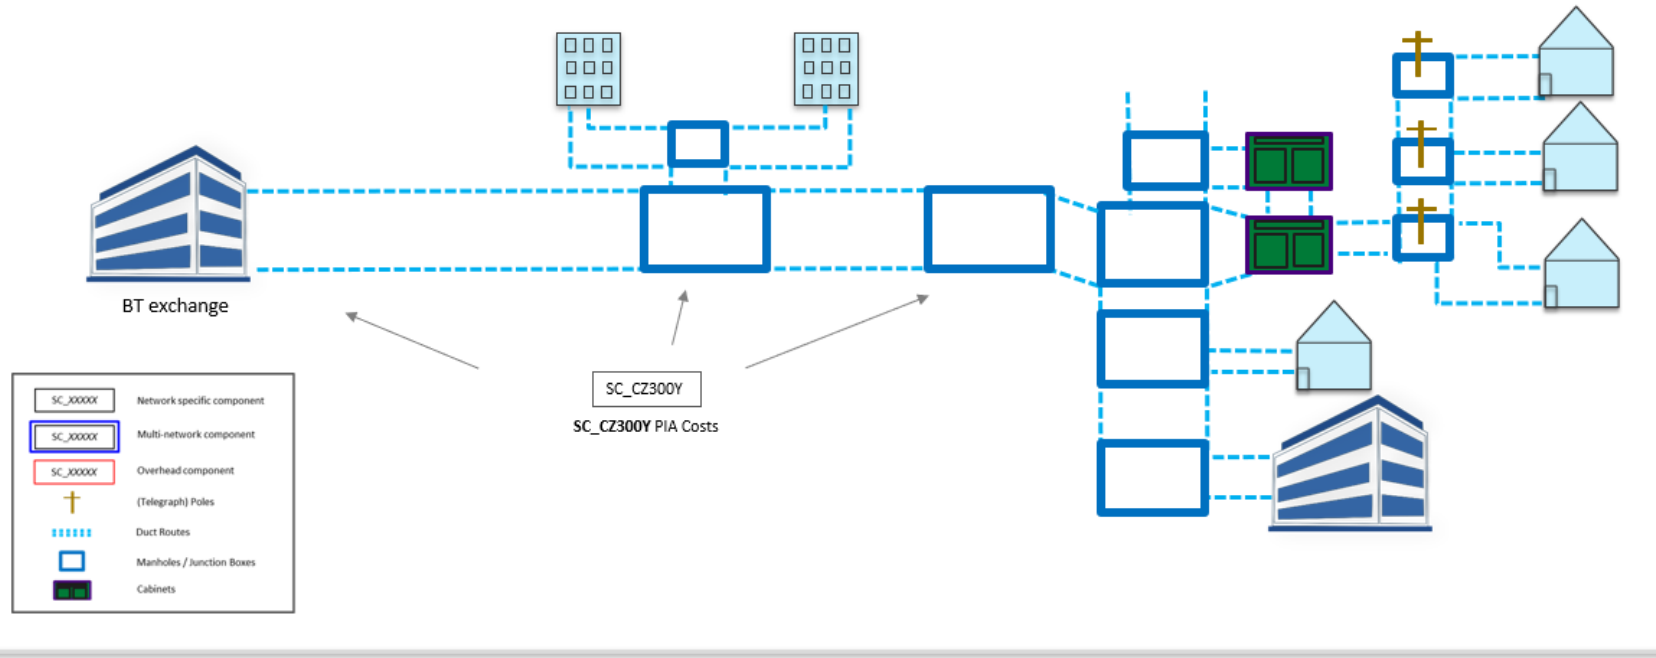 BT exchange
SC_CZ300Y
SC_CZ300Y PIA Costs
SC_XXXXX Network specific component
SC_XXXXX Multi-network component
SC_XXXXX Overhead component
(Telegraph) Poles
Duct Routes
Manholes / Junction Boxes
Cabinets